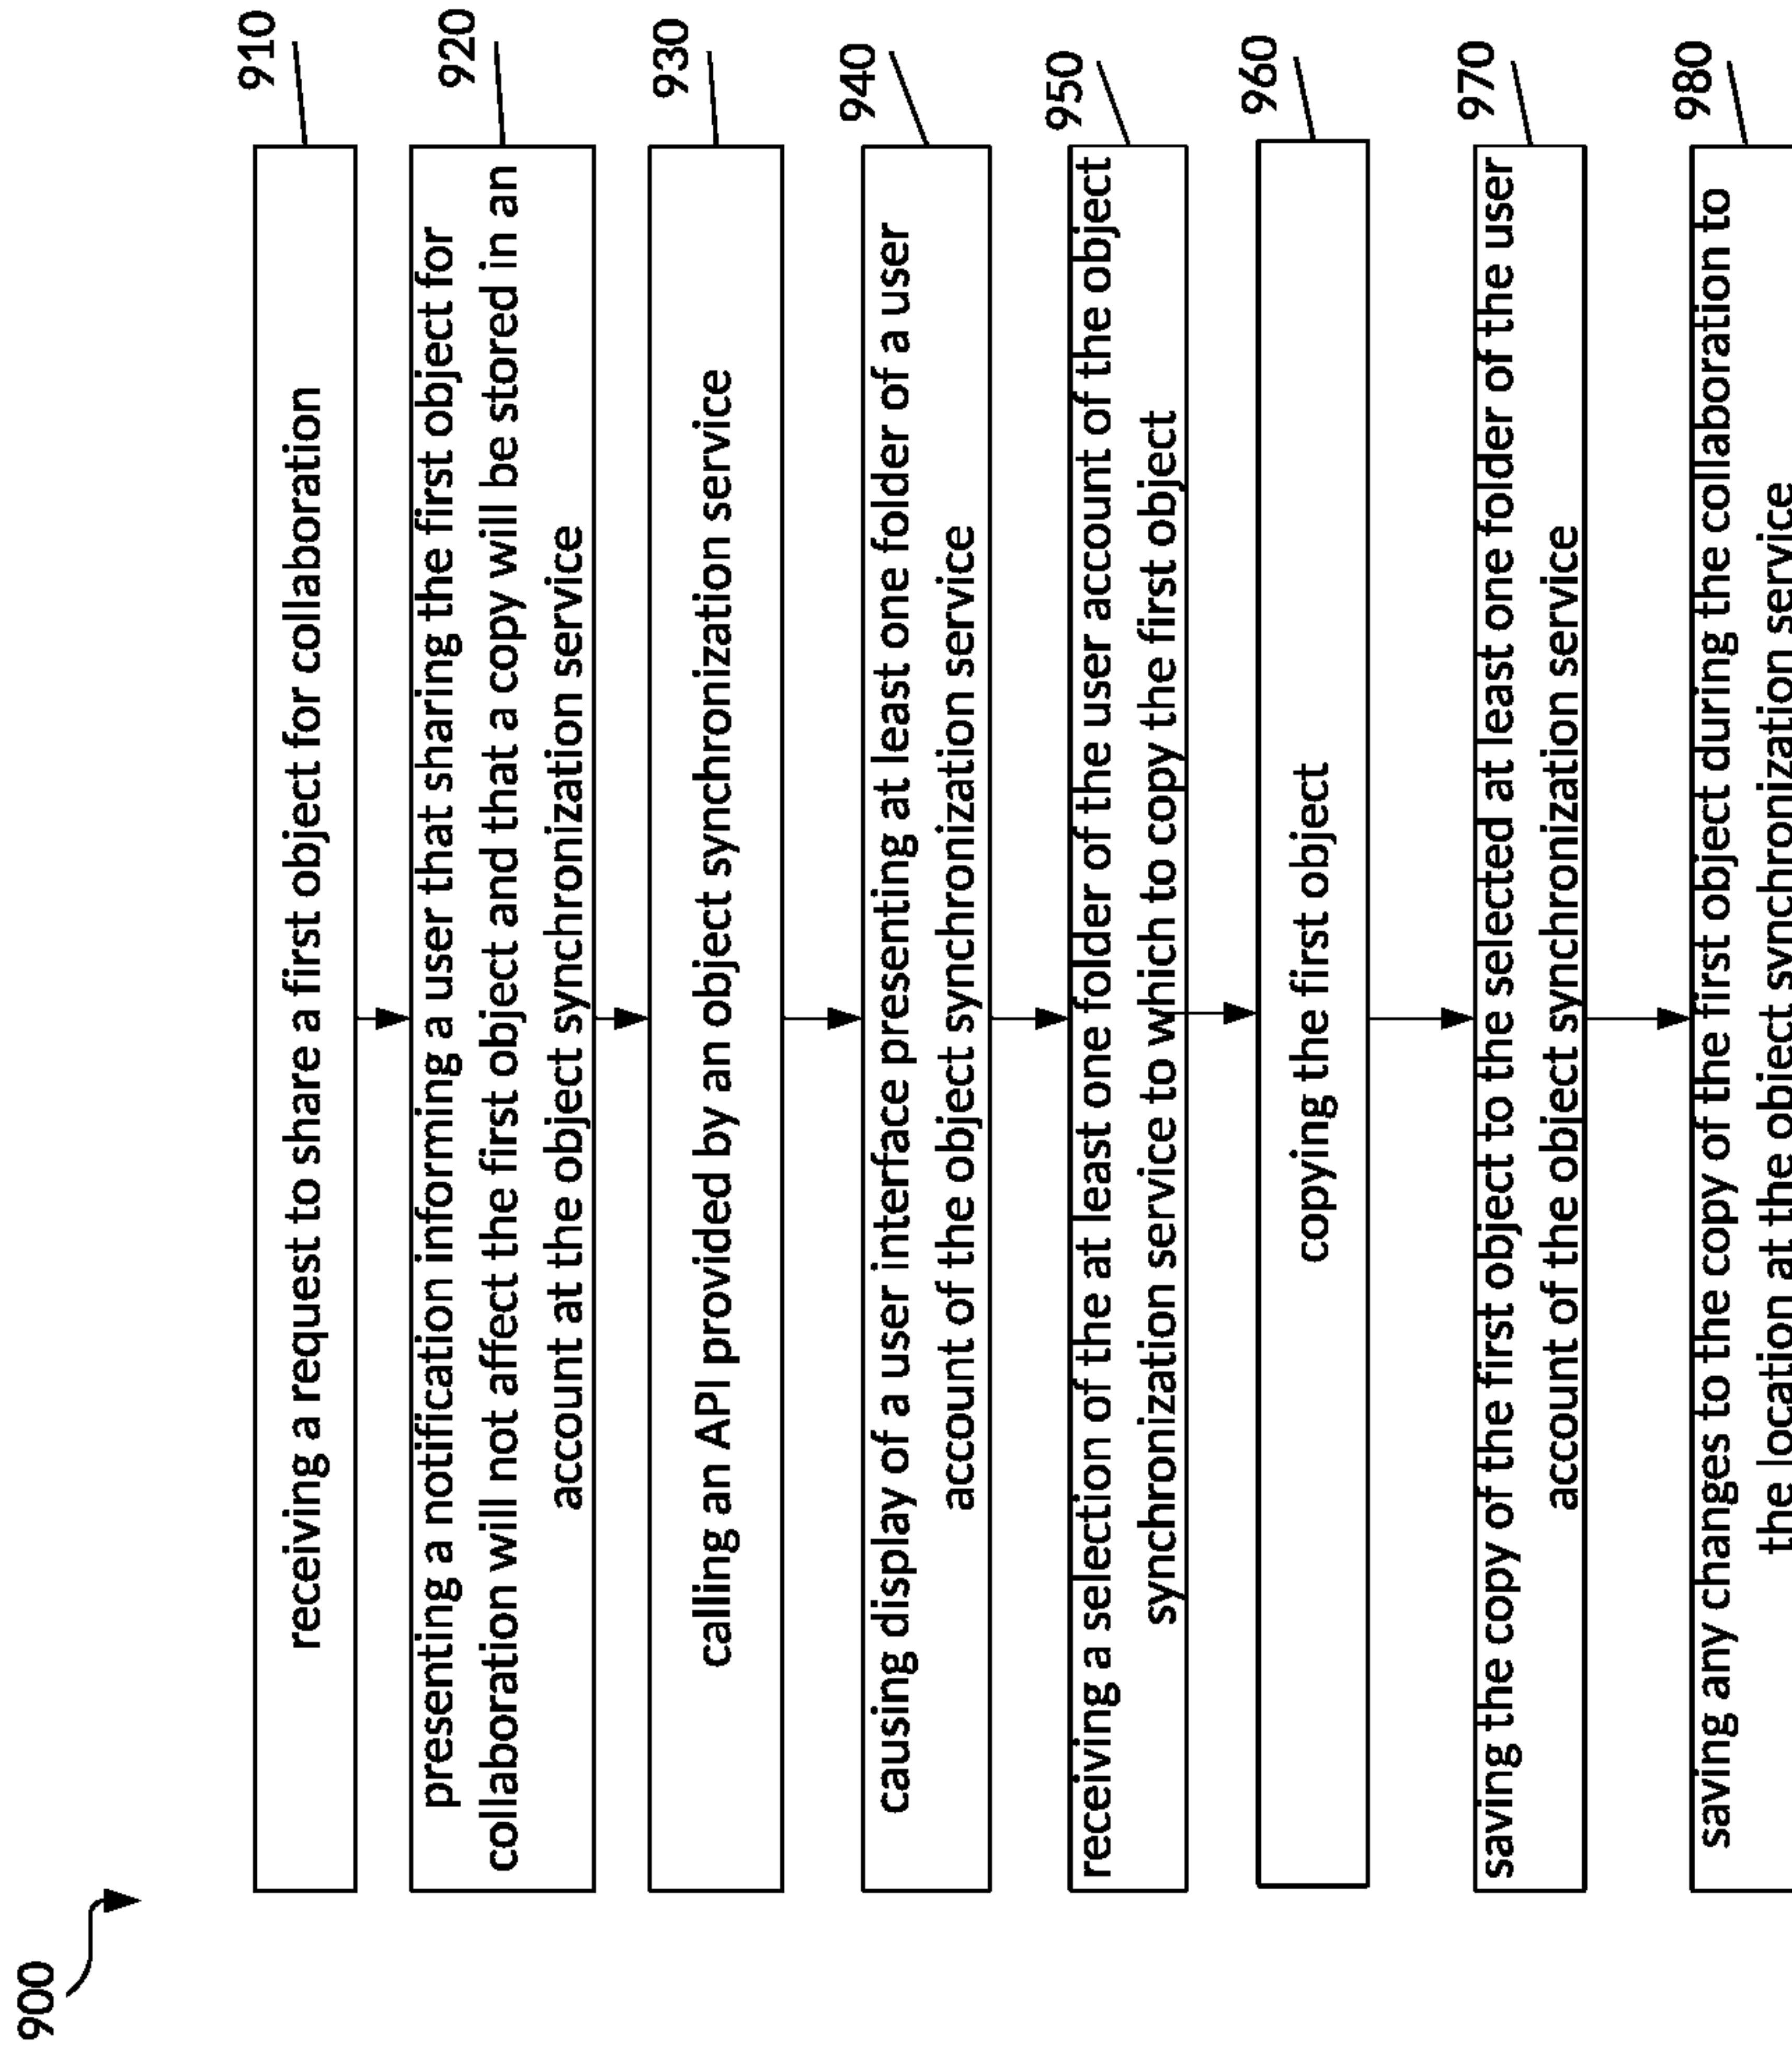 900
receiving a request to share a first object for collaboration
910
presenting a notification informing a user that sharing the first object for
collaboration will not affect the first object and that a copy will be stored in an
account at the object synchronization service
920
calling an API provided by an object synchronization service
930
causing display of a user interface presenting at least one folder of a user
account of the object synchronization service
940
receiving a selection of the at least one folder of the user account of the object
synchronization service to which to copy the first object
950
copying the first object
960
saving the copy of the first object to the selected at least one folder of the user
account of the object synchronization service
970
saving any changes to the copy of the first object during the collaboration to
the location at the object synchronization service
980